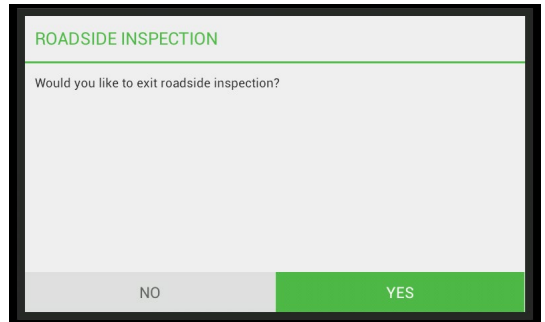 ROADSIDE INSPECTION
Would you like to exit roadside inspection?
NO
YES